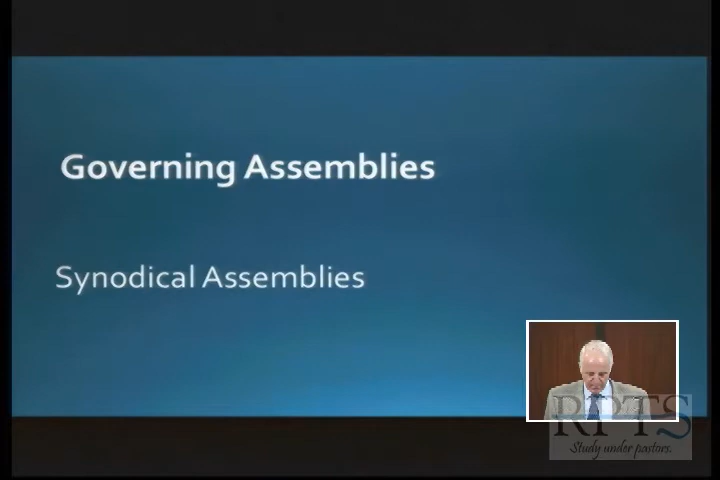 Governing Assemblies
Synodical Assemblies
RPTS
Study under pastors.